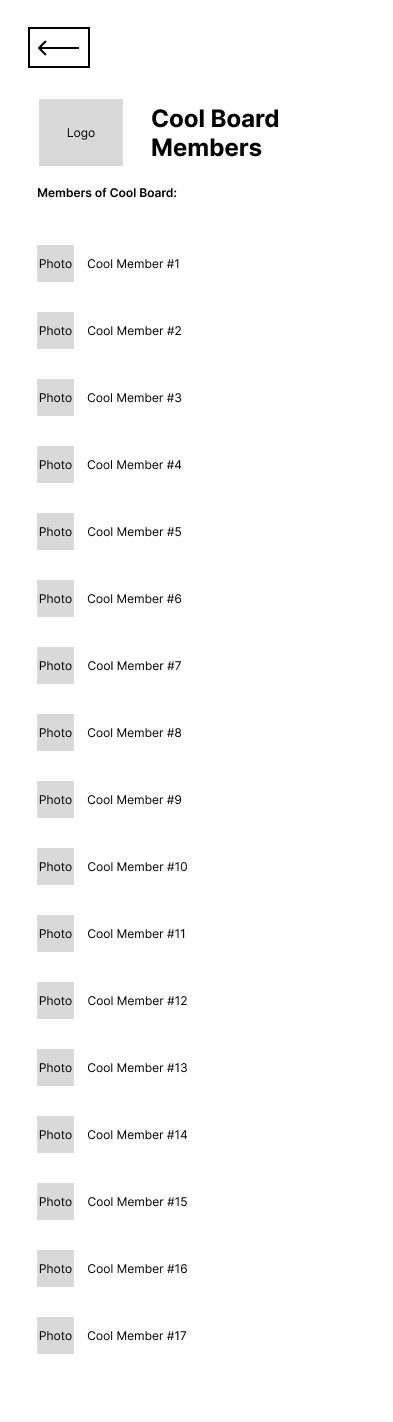 Logo
Cool Board
Members
Members of Cool Board:
Photo Cool Member #1
Photo Cool Member #2
Photo Cool Member #3
Photo Cool Member #4
Photo Cool Member #5
Photo Cool Member #6
Photo Cool Member #7
Photo Cool Member #8
Photo Cool Member #9
Photo Cool Member #10
Photo Cool Member #11
Photo Cool Member #12
Photo Cool Member #13
Photo Cool Member #14
Photo Cool Member #15
Photo Cool Member #16
Photo Cool Member #17